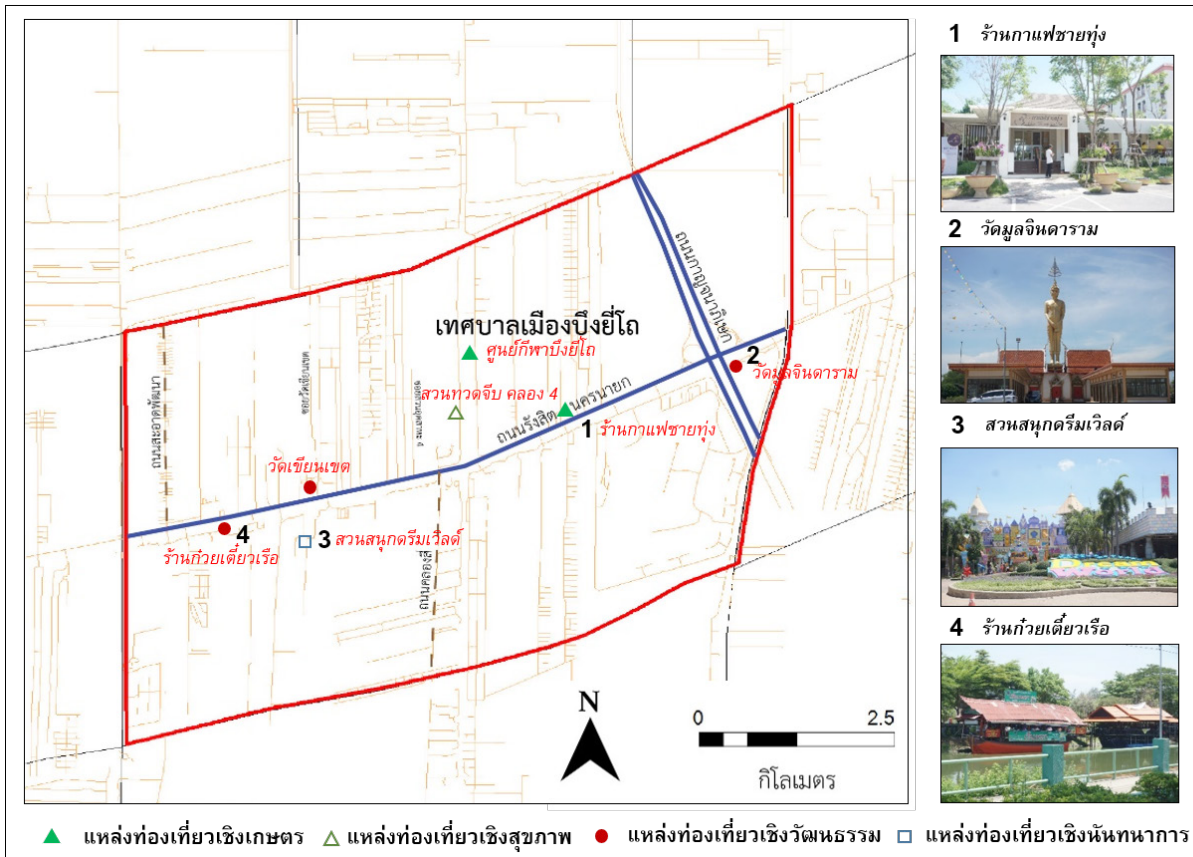 1 ร้านกาแฟชายทุ่ง
2 วัดมูลจินดาราม
3 สวนสนุกดรีมเวิลด์
4 ร้านก๋วยเตี๋ยวเรือ
เทศบาลเมืองบึงยี่โถ
ศูนย์กีฬาบึงยี่โถ
สวนทวดจีบ คลอง 4
ถนนกาญจนาภิเษก
2
วัดมูลจินดาราม
ถนนรังสิต นครนายก
1 ร้านกาแฟชายทุ่ง
ถนนสะอาดพัฒนา
ซอยวัดเขียนเขต
วัดเขียนเขต
4
ร้านก๋วยเตี๋ยวเรือ
3 สวนสนุกดรีมเวิลด์
ถนนคลองสี่
N
0 2.5
กิโลเมตร
แหล่งท่องเที่ยวเชิงเกษตร
แหล่งท่องเที่ยวเชิงสุขภาพ
แหล่งท่องเที่ยวเชิงวัฒนธรรม
แหล่งท่องเที่ยวเชิงนันทนาการ